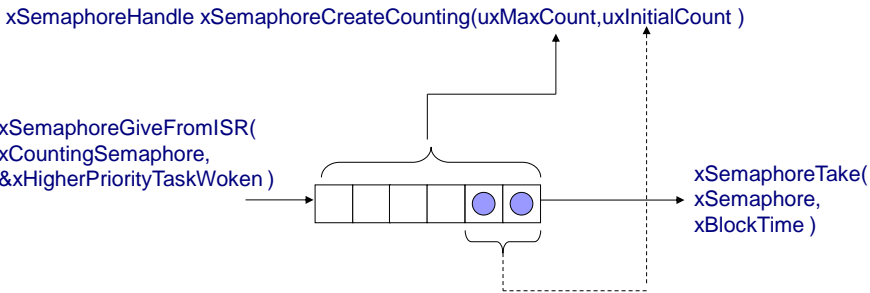 xSemaphoreHandle xSemaphoreCreateCounting(uxMaxCount,uxInitialCount )
xSemaphoreGiveFromISR(
xCountingSemaphore,
&xHigherPriorityTaskWoken )
xSemaphoreTake(
xSemaphore,
xBlockTime )